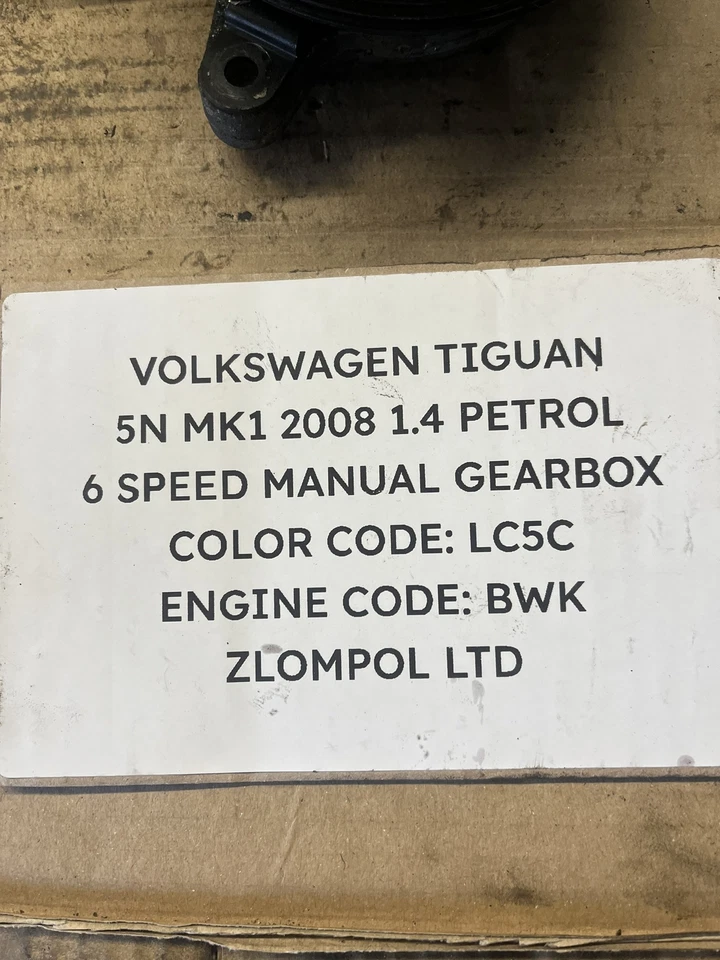 VOLKSWAGEN TIGUAN
5N MK1 2008 1.4 PETROL
6 SPEED MANUAL GEARBOX
COLOR CODE: LC5C
ENGINE CODE: BWK
ZLOMPOL LTD